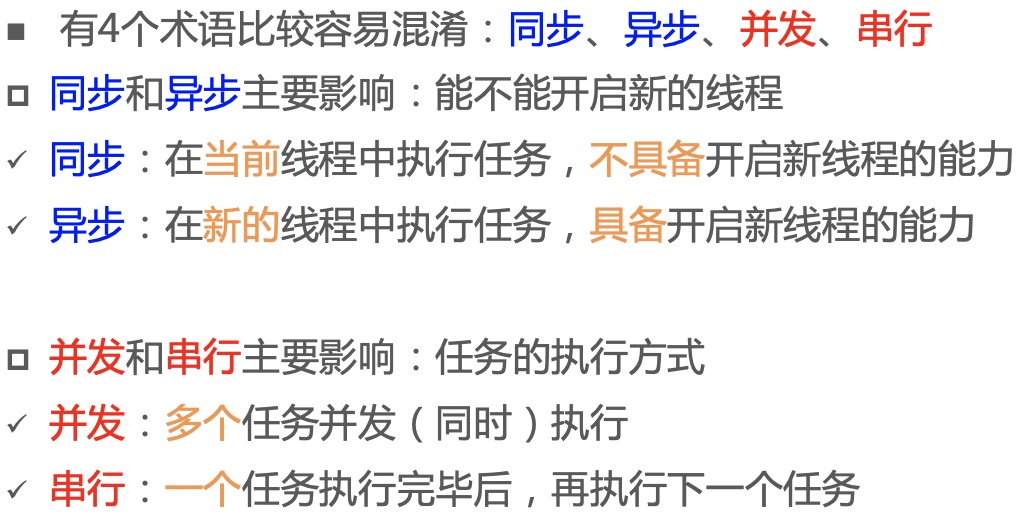 ■ 有4个术语比较容易混淆：同步、异步、并发、串行
□ 同步和异步主要影响：能不能开启新的线程
✓ 同步：在当前线程中执行任务，不具备开启新线程的能力
✓ 异步：在新的线程中执行任务，具备开启新线程的能力
□ 并发和串行主要影响：任务的执行方式
✓ 并发：多个任务并发（同时）执行
✓ 串行：一个任务执行完毕后，再执行下一个任务